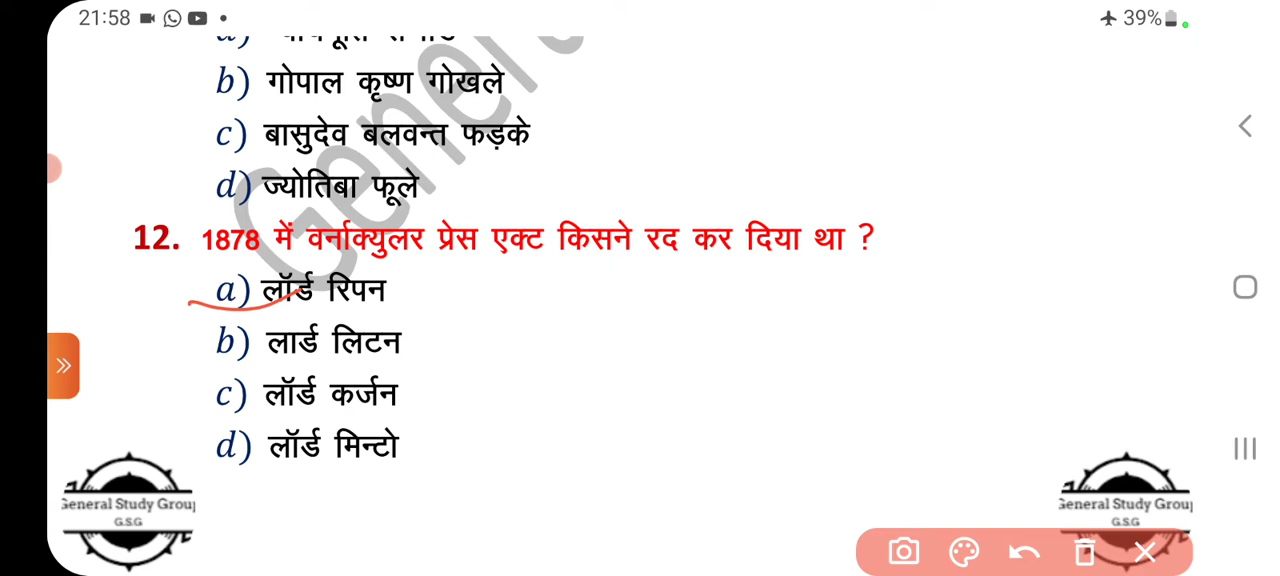 21:58
39%
b) गोपाल कृष्ण गोखले
c) बासुदेव बलवन्त फड़के
d) ज्योतिबा फूले
12. 1878 में वर्नाक्युलर प्रेस एक्ट किसने रद कर दिया था ?
a) लॉर्ड रिपन
b) लार्ड लिटन
c) लॉर्ड कर्जन
d) लॉर्ड मिन्टो
General Study Group
G.S.G
General Study Group
G.S.G